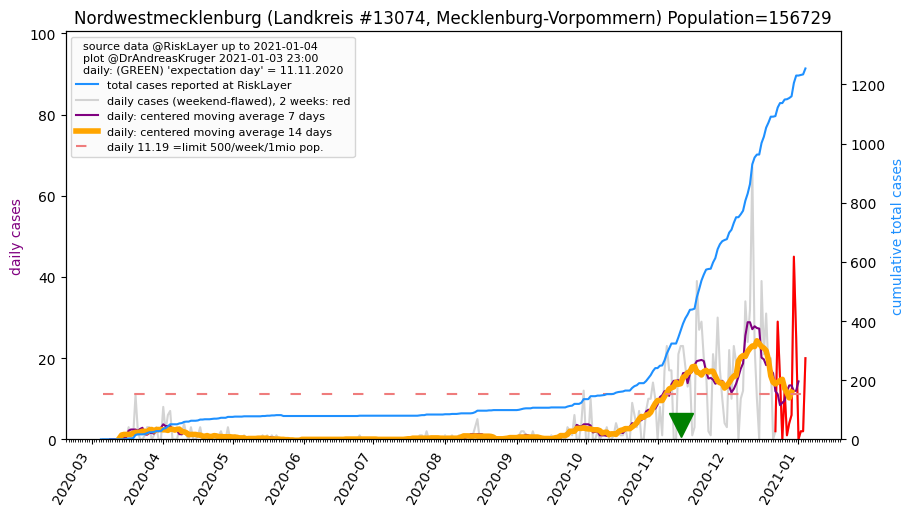 Nordwestmecklenburg (Landkreis #13074, Mecklenburg-Vorpommern) Population=156729
source data @RiskLayer up to 2021-01-04
plot @DrAndreasKruger 2021-01-03 23:00
daily: (GREEN) 'expectation day' = 11.11.2020
total cases reported at RiskLayer
daily cases (weekend-flawed), 2 weeks: red
daily: centered moving average 7 days
daily: centered moving average 14 days
daily 11.19 =limit 500/week/1mio pop.
daily cases
100
80
60
40
20
0
cumulative total cases
1200
1000
800
600
400
200
0
2020-03
2020-04
2020-05
2020-06
2020-07
2020-08
2020-09
2020-10
2020-11
2020-12
2021-01